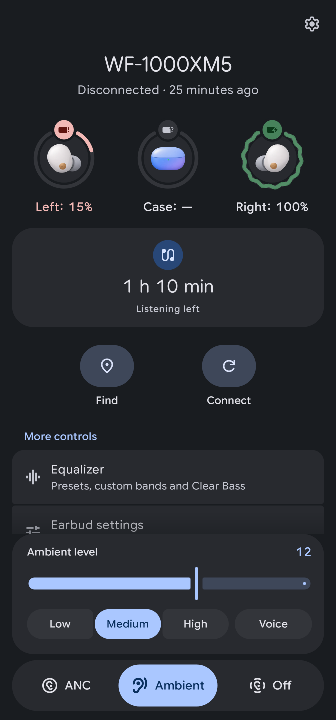 WF-1000XM5
Disconnected · 25 minutes ago
Left: 15%
Case: —
Right: 100%
1 h 10 min
Listening left
Find
Connect
More controls
Equalizer
Presets, custom bands and Clear Bass
Earbud settings
Ambient level
12
Low
Medium
High
Voice
ANC
Ambient
Off